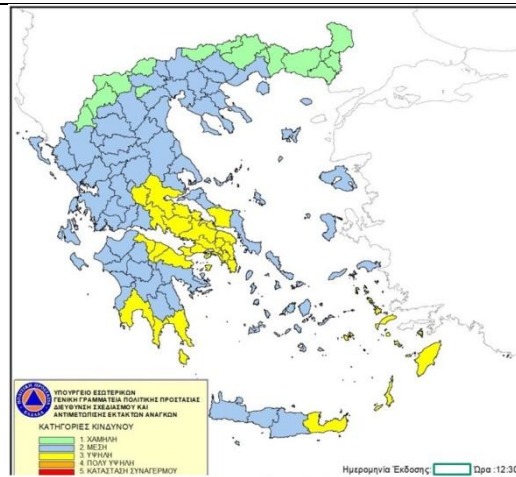 ΥΠΟΥΡΓΕΙΟ ΕΣΩΤΕΡΙΚΩΝ
ΓΕΝΙΚΗ ΓΡΑΜΜΑΤΕΙΑ ΠΟΛΙΤΙΚΗΣ ΠΡΟΣΤΑΣΙΑΣ
ΔΙΕΥΘΥΝΣΗ ΣΧΕΔΙΑΣΜΟΥ ΚΑΙ
ΑΝΤΙΜΕΤΩΠΙΣΗΣ ΕΚΤΑΚΤΩΝ ΑΝΑΓΚΩΝ
ΚΑΤΗΓΟΡΙΕΣ ΚΙΝΔΥΝΟΥ
1. ΧΑΜΗΛΗ
2. ΜΕΣΗ
3. ΥΨΗΛΗ
4. ΠΟΛΥ ΥΨΗΛΗ
5. ΚΑΤΑΣΤΑΣΗ ΣΥΝΑΓΕΡΜΟΥ
Ημερομηνία Έκδοσης: Ώρα :12:30